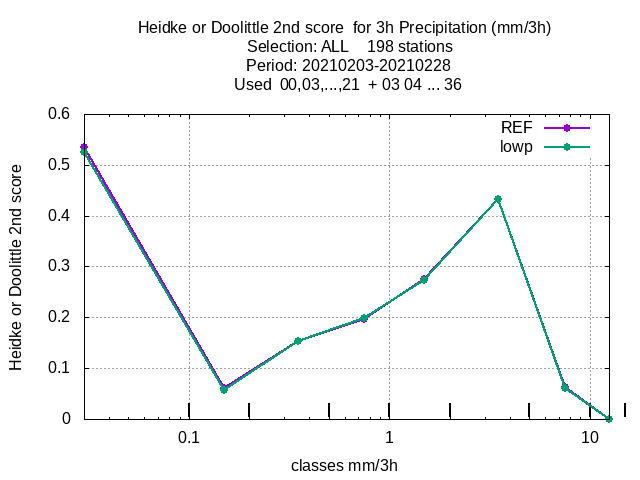 Heidke or Doolittle 2nd score  for 3h Precipitation (mm/3h)
Selection: ALL    198 stations
Period: 20210203-20210228
Used  00,03,...,21  + 03 04 ... 36
REF
lowp
Heidke or Doolittle 2nd score
0.6
0.5
0.4
0.3
0.2
0.1
0
0.1
1
10
classes mm/3h